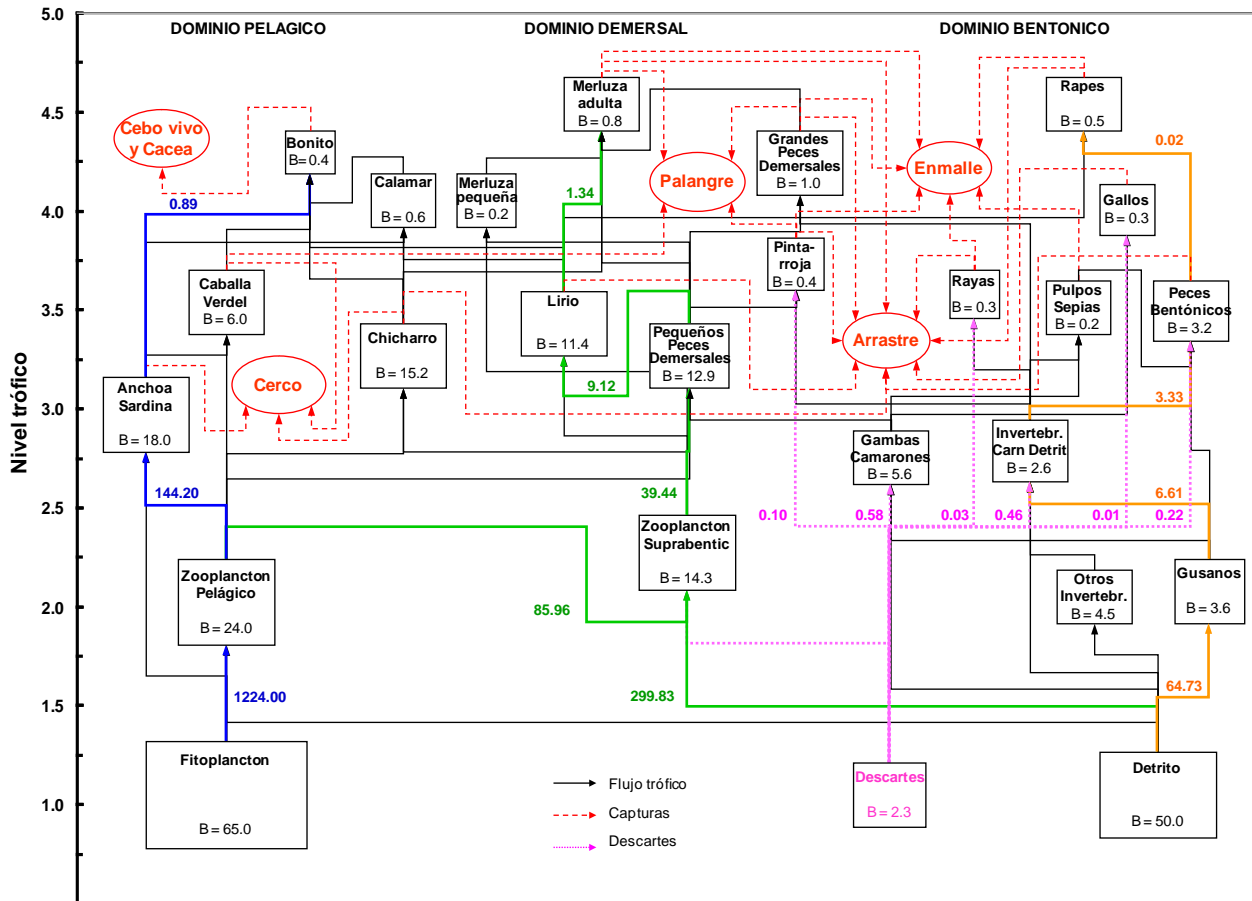 5.0
4.5
4.0
3.5
3.0
2.5
2.0
1.5
1.0
Nivel trófico
DOMINIO PELAGICO
DOMINIO DEMERSAL
DOMINIO BENTONICO
Cebo vivo
y Cacea
Bonito
B= 0.4
Calamar
B = 0.6
Merluza
pequeña
B = 0.2
Merluza
adulta
B = 0.8
Palangre
Grandes
Peces
Demersales
B = 1.0
Enmalle
Rapes
B = 0.5
0.02
Gallos
B = 0.3
0.89
1.34
Caballa
Verdel
B = 6.0
Chicharro
B = 15.2
Lirio
B = 11.4
Pequeños
Peces
Demersales
B = 12.9
Pinta-
rroja
B = 0.4
Rayas
B = 0.3
Pulpos
Sepias
B = 0.2
Peces
Bentónicos
B = 3.2
Arrastre
Cerco
9.12
Anchoa
Sardina
B = 18.0
3.33
Gambas
Camarones
B = 5.6
Invertebr.
Carn Detrit
B = 2.6
144.20
39.44
6.61
0.10
0.58
0.03
0.46
0.01
0.22
Zooplancton
Suprabentic
B = 14.3
Zooplancton
Pelágico
B = 24.0
Otros
Invertebr.
B = 4.5
Gusanos
B = 3.6
85.96
1224.00
299.83
64.73
Fitoplancton
B = 65.0
Descartes
B = 2.3
Detrito
B = 50.0
Flujo trófico
Capturas
Descartes